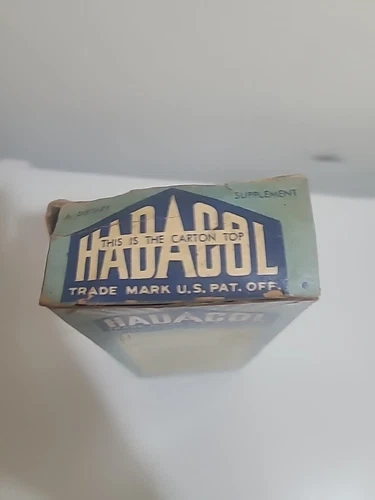 A DIETARY
SUPPLEMENT
HADACOL
THIS IS THE CARTON TOP
TRADE MARK U.S. PAT. OFF.
HADACOL